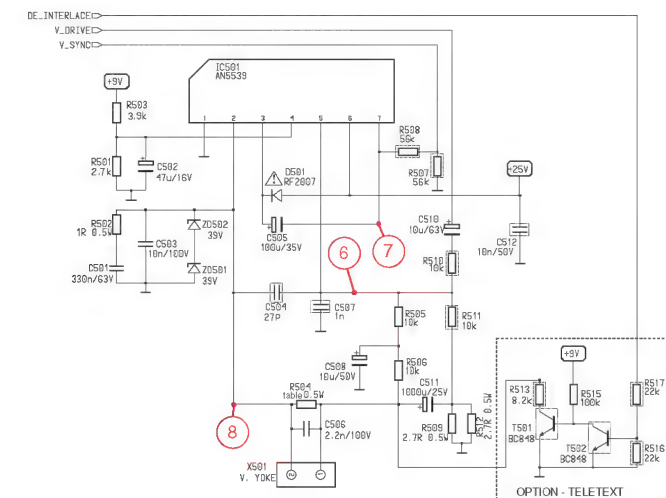 DE_INTERLACE
V_DRIVE
V_SYNC
IC501
AN5539
+9V
R503
3.9k
1 2 3 4 5 6 7
R508
56k
R501
2.7k
C502
47u/16V
D501
RF2007
R507
56k
+25V
R502
1R 0.5W
ZD502
39V
C503
10n/100V
C505
100u/35V
C510
10u/63V
C512
10n/50V
6
7
C501
330n/63V
ZD501
39V
R510
10k
C504
27p
C507
1n
R505
10k
R511
10k
C508
10u/50V
R506
10k
+9V
R504
table 0.5W
C511
1000u/25V
R513
8.2k
R515
100k
R517
22k
8
C506
2.2n/100V
R509
2.7R 0.5W
R512
2.7R 0.5W
T501
BC848
T502
BC848
R516
22k
X501
V. YOKE
2 1
OPTION - TELETEXT